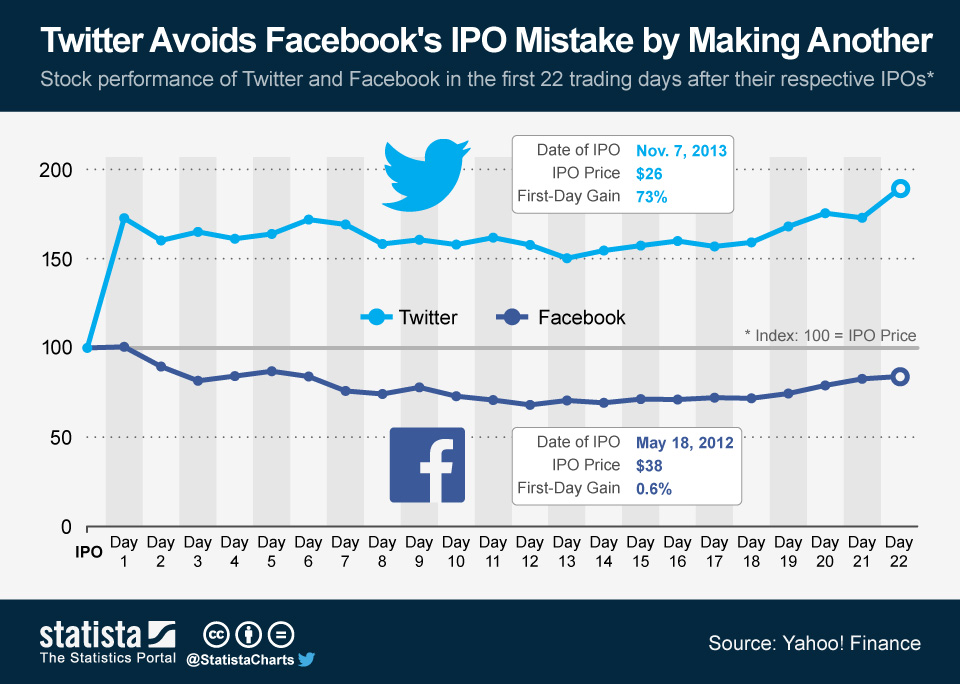 Twitter Avoids Facebook's IPO Mistake by Making Another
Stock performance of Twitter and Facebook in the first 22 trading days after their respective IPOs*
Date of IPO Nov. 7, 2013
IPO Price $26
First-Day Gain 73%
200
150
Twitter Facebook
* Index: 100 = IPO Price
100
50
Date of IPO May 18, 2012
IPO Price $38
First-Day Gain 0.6%
0
IPO Day 1 Day 2 Day 3 Day 4 Day 5 Day 6 Day 7 Day 8 Day 9 Day 10 Day 11 Day 12 Day 13 Day 14 Day 15 Day 16 Day 17 Day 18 Day 19 Day 20 Day 21 Day 22
statista
The Statistics Portal
cc
@StatistaCharts
Source: Yahoo! Finance